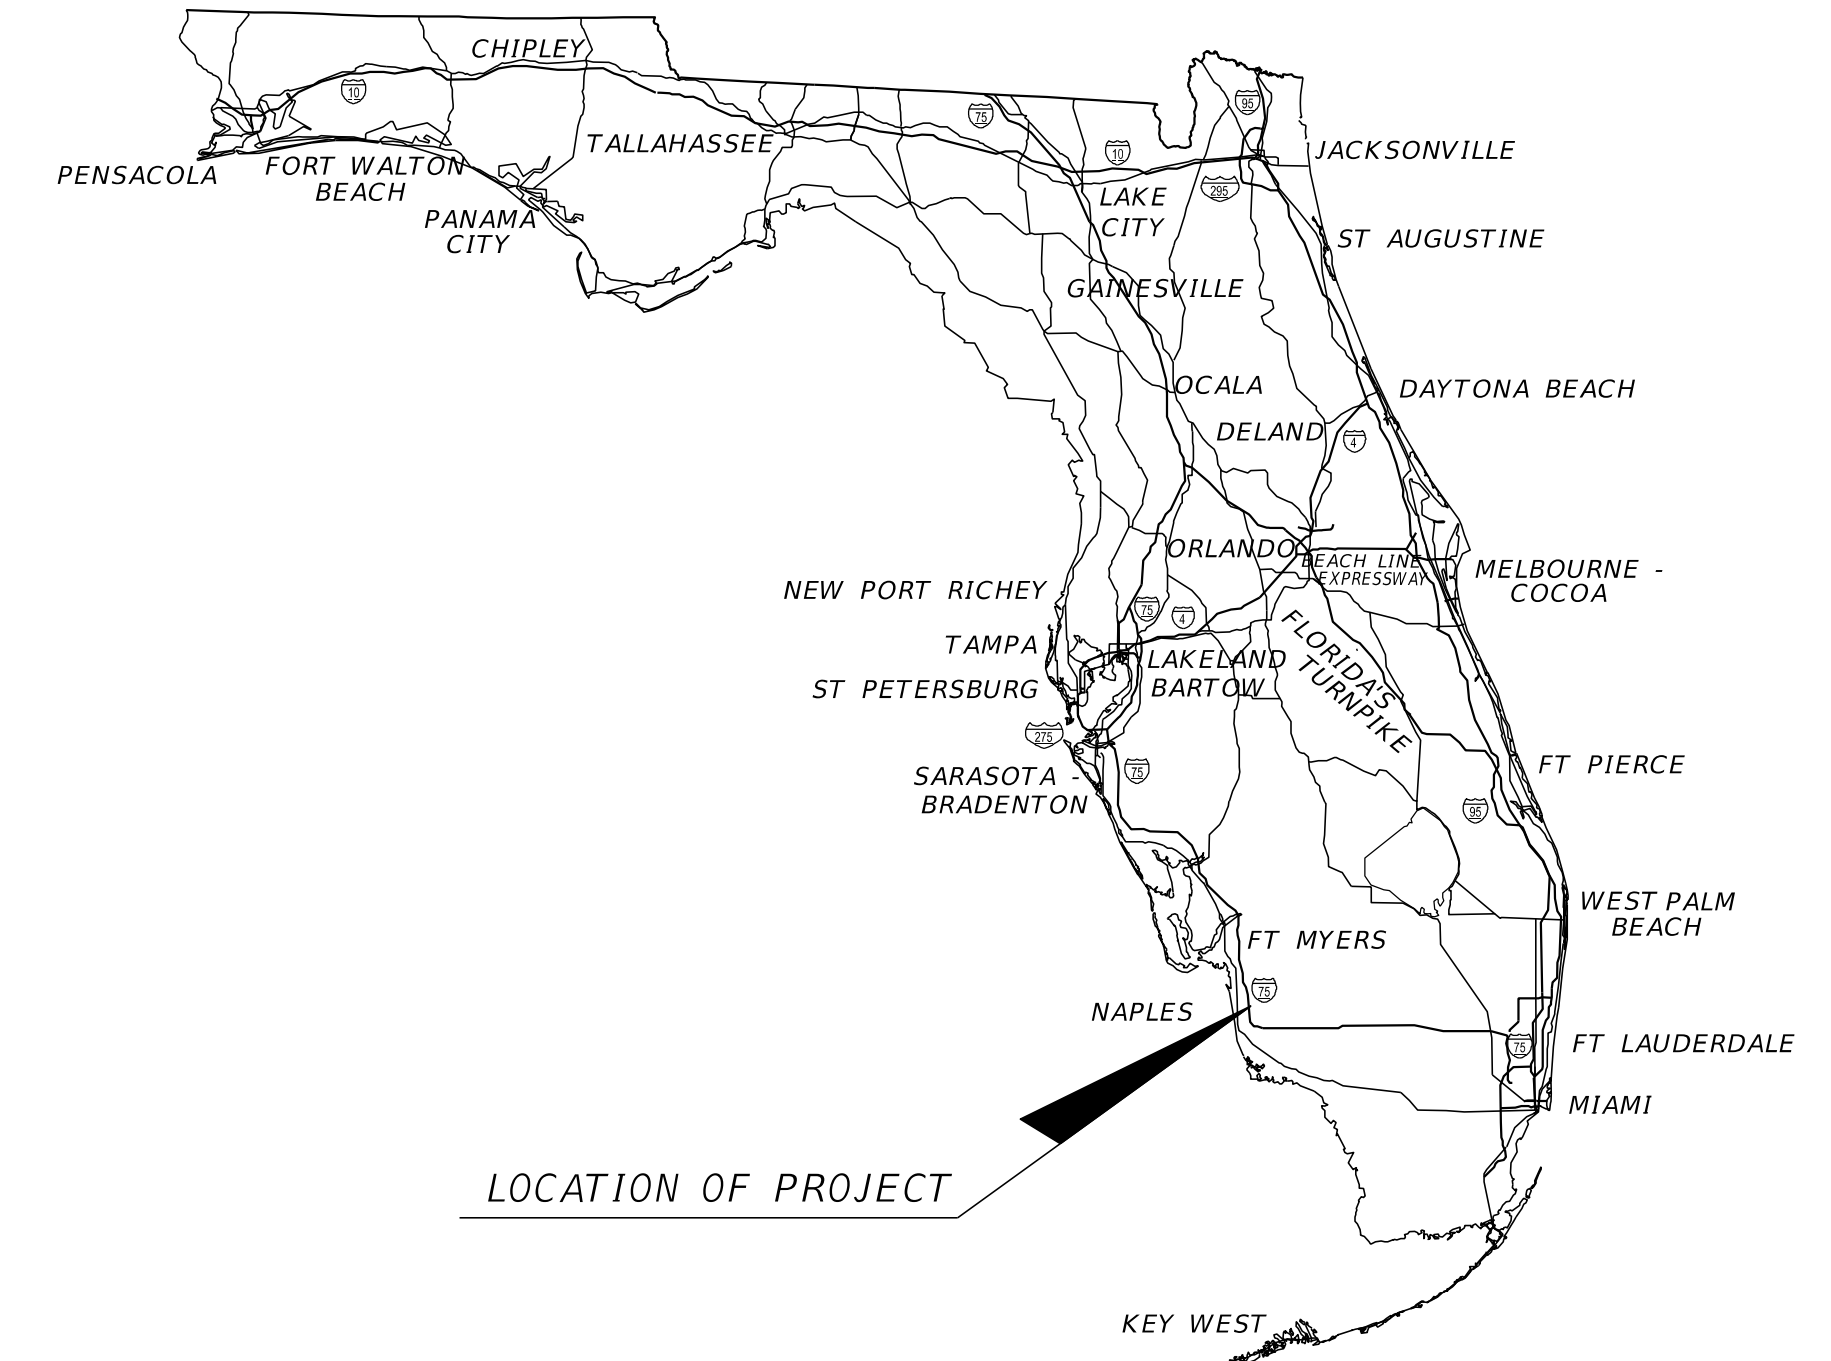 CHIPLEY
10
75
95
TALLAHASSEE
JACKSONVILLE
10
PENSACOLA
FORT WALTON
BEACH
295
LAKE
CITY
PANAMA
CITY
ST AUGUSTINE
GAINESVILLE
OCALA
DAYTONA BEACH
DELAND
4
ORLANDO
BEACH LINE
EXPRESSWAY
MELBOURNE -
COCOA
NEW PORT RICHEY
75
4
TAMPA
FLORIDA'S
TURNPIKE
LAKELAND
BARTOW
ST PETERSBURG
275
SARASOTA -
BRADENTON
75
FT PIERCE
95
WEST PALM
BEACH
FT MYERS
75
NAPLES
75
FT LAUDERDALE
MIAMI
LOCATION OF PROJECT
KEY WEST